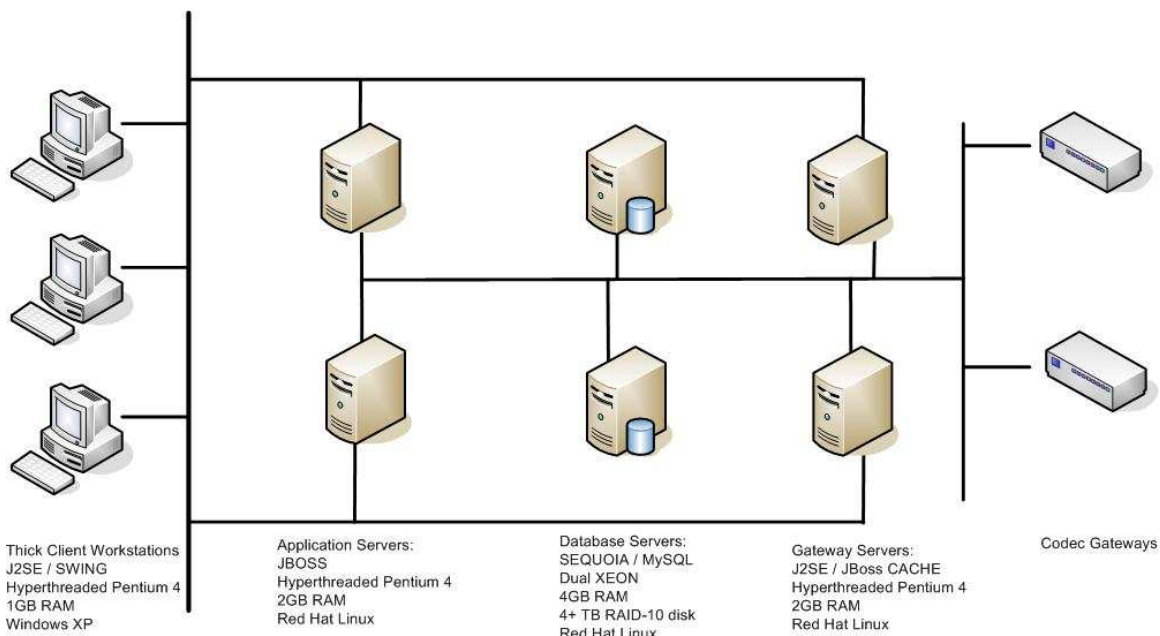 Thick Client Workstations
J2SE / SWING
Hyperthreaded Pentium 4
1GB RAM
Windows XP
Application Servers:
JBOSS
Hyperthreaded Pentium 4
2GB RAM
Red Hat Linux
Database Servers:
SEQUOIA / MySQL
Dual XEON
4GB RAM
4+ TB RAID-10 disk
Red Hat Linux
Gateway Servers:
J2SE / JBoss CACHE
Hyperthreaded Pentium 4
2GB RAM
Red Hat Linux
Codec Gateways